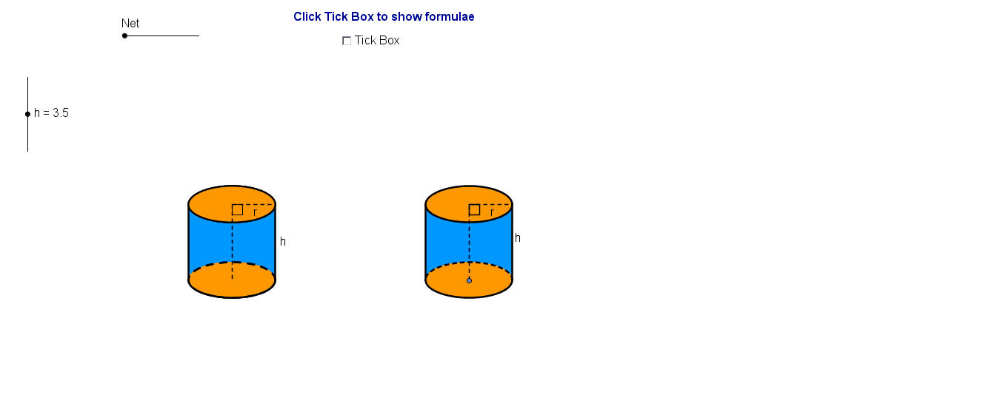 Click Tick Box to show formulae
Net
Tick Box
h = 3.5
r
h
r
h